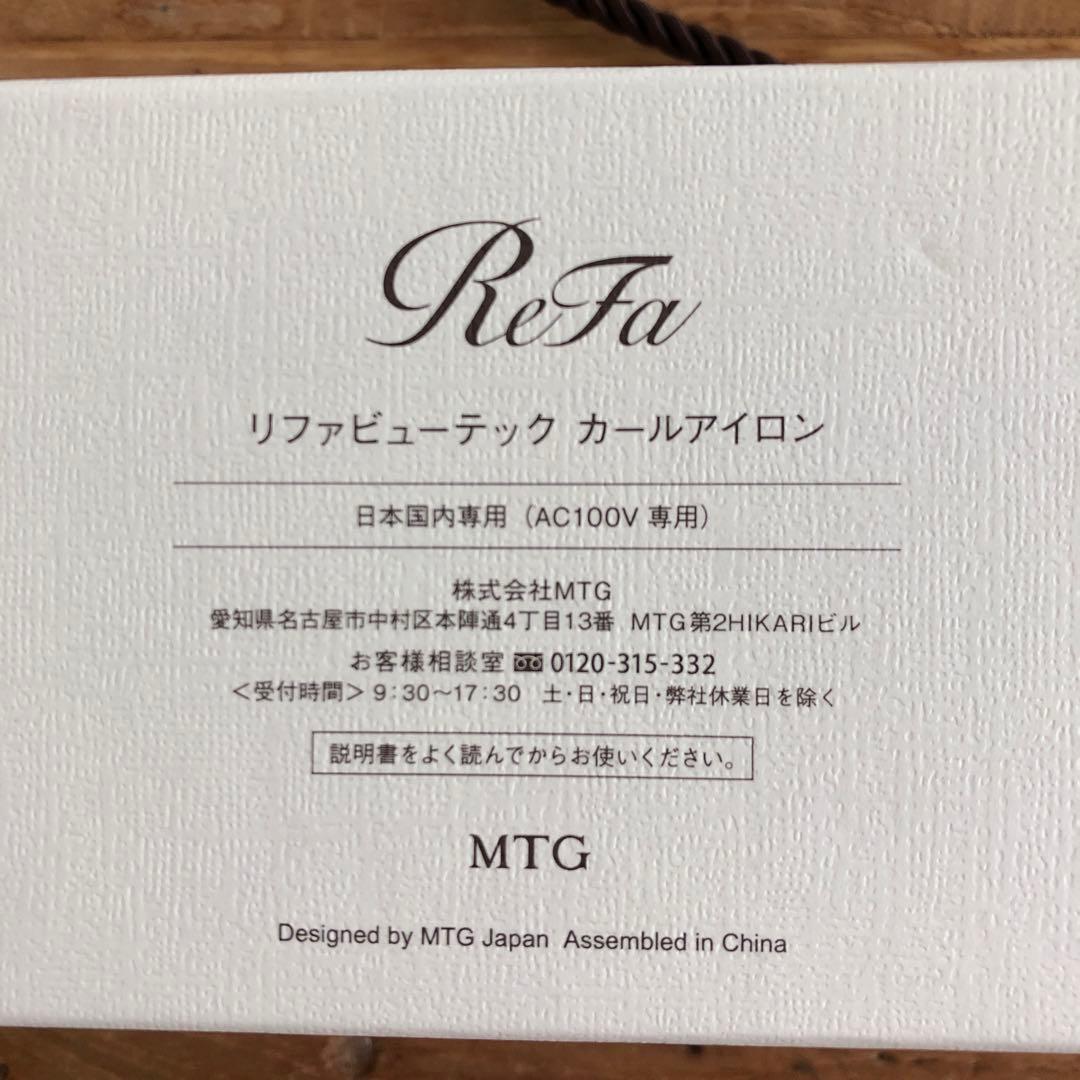 ReFa
リファビューテック カールアイロン
日本国内専用（AC100V 専用）
株式会社MTG
愛知県名古屋市中村区本陣通4丁目13番 MTG第2HIKARIビル
お客様相談室 0120-315-332
＜受付時間＞9：30～17：30　土・日・祝日・弊社休業日を除く
説明書をよく読んでからお使いください。
MTG
Designed by MTG Japan Assembled in China